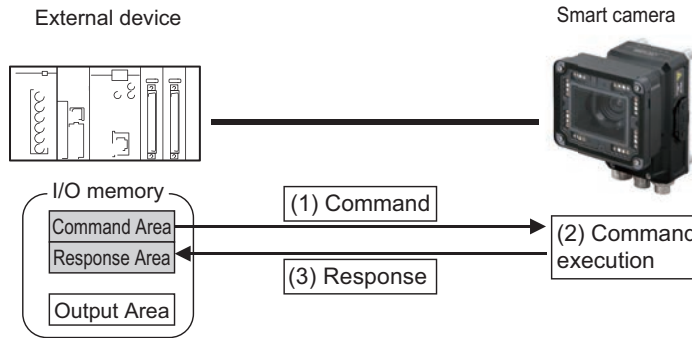 External device
Smart camera
I/O memory
Command Area
Response Area
Output Area
(1) Command
(3) Response
(2) Command
execution